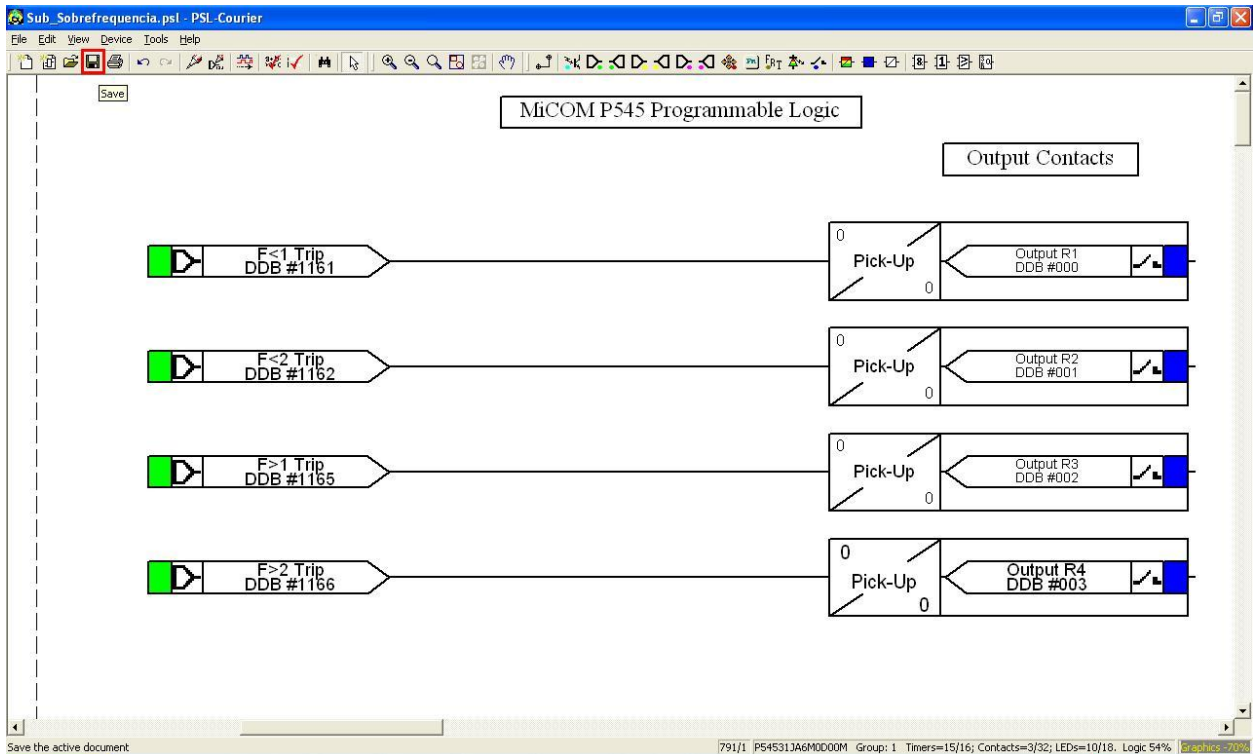 Sub_Sobrefrequencia.psl - PSL-Courier
File Edit View Device Tools Help
Save
MiCOM P545 Programmable Logic
Output Contacts
F<1 Trip
DDB #1161
0
Pick-Up
0
Output R1
DDB #000
F<2 Trip
DDB #1162
0
Pick-Up
0
Output R2
DDB #001
F>1 Trip
DDB #1165
0
Pick-Up
0
Output R3
DDB #002
F>2 Trip
DDB #1166
0
Pick-Up
0
Output R4
DDB #003
Save the active document
791/1 P54531JA6M0D00M Group: 1 Timers=15/16; Contacts=3/32; LEDs=10/18. Logic 54% Graphics -70%